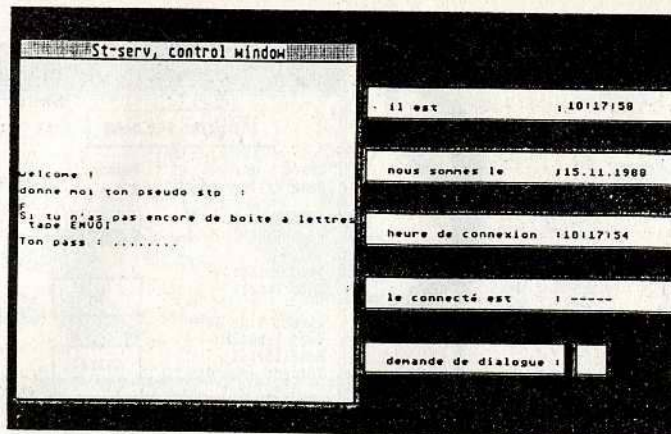 St-serv, control window
welcome !
donne moi ton pseudo stp :
F
Si tu n'as pas encore de boite a lettres
tape ENVOI
Ton pass : ........
il est : 10:17:58
nous sommes le : 15.11.1988
heure de connexion : 10:17:54
le connecté est : -----
demande de dialogue :